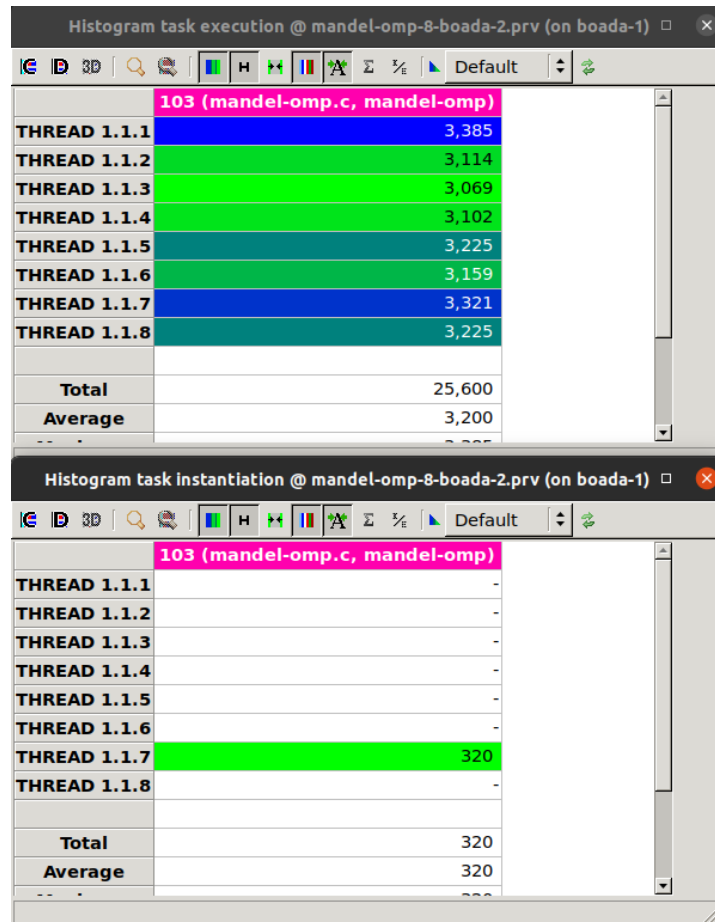 Histogram task execution @ mandel-omp-8-boada-2.prv (on boada-1)
3D H Σ Default
103 (mandel-omp.c, mandel-omp)
THREAD 1.1.1 3,385
THREAD 1.1.2 3,114
THREAD 1.1.3 3,069
THREAD 1.1.4 3,102
THREAD 1.1.5 3,225
THREAD 1.1.6 3,159
THREAD 1.1.7 3,321
THREAD 1.1.8 3,225
Total 25,600
Average 3,200
Histogram task instantiation @ mandel-omp-8-boada-2.prv (on boada-1)
3D H Σ Default
103 (mandel-omp.c, mandel-omp)
THREAD 1.1.1 -
THREAD 1.1.2 -
THREAD 1.1.3 -
THREAD 1.1.4 -
THREAD 1.1.5 -
THREAD 1.1.6 -
THREAD 1.1.7 320
THREAD 1.1.8 -
Total 320
Average 320